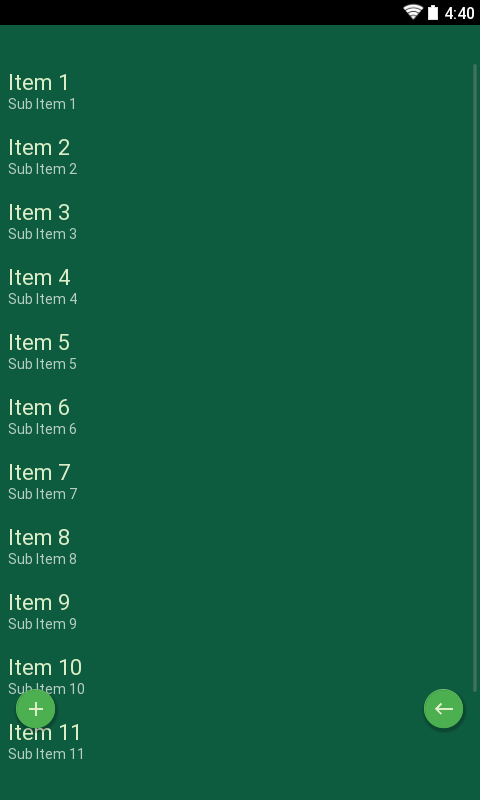 4:40
Item 1
Sub Item 1
Item 2
Sub Item 2
Item 3
Sub Item 3
Item 4
Sub Item 4
Item 5
Sub Item 5
Item 6
Sub Item 6
Item 7
Sub Item 7
Item 8
Sub Item 8
Item 9
Sub Item 9
Item 10
Sub Item 10
Item 11
Sub Item 11